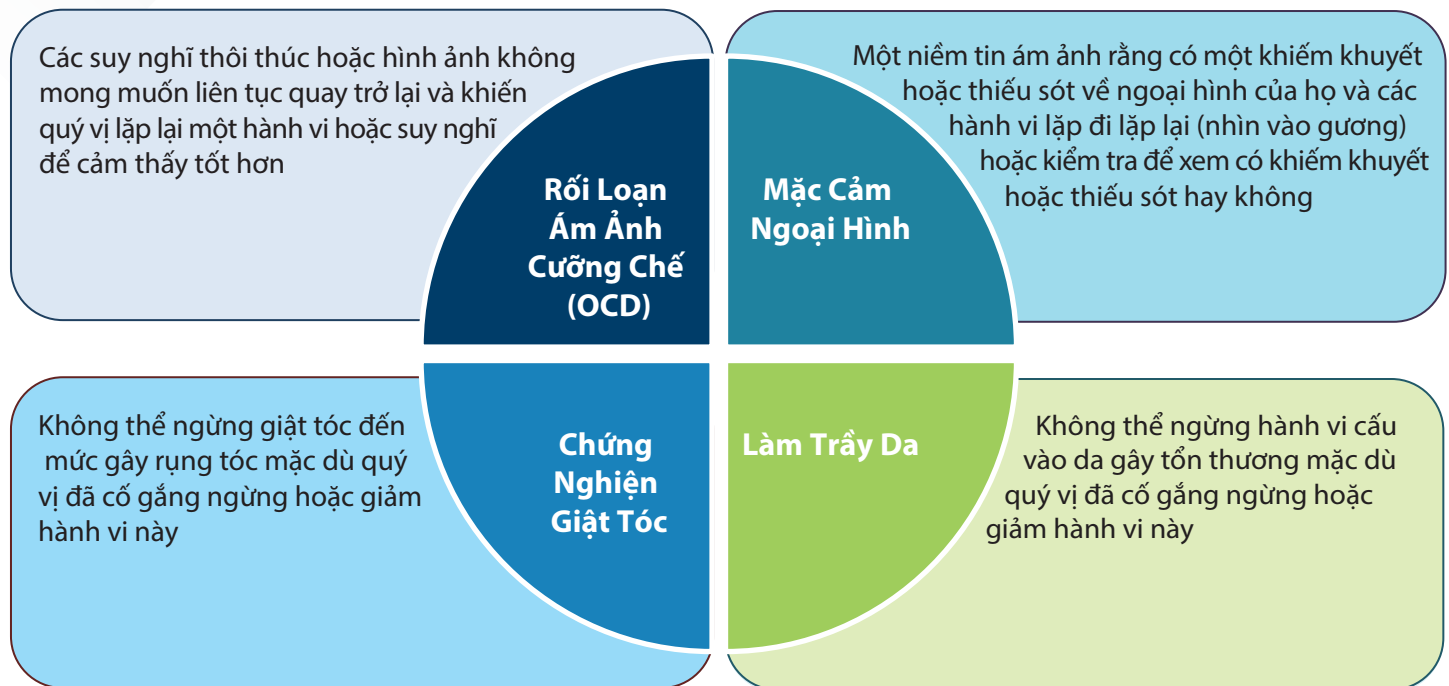 Các suy nghĩ thôi thúc hoặc hình ảnh không
mong muốn liên tục quay trở lại và khiến
quý vị lặp lại một hành vi hoặc suy nghĩ
để cảm thấy tốt hơn
Rối Loạn
Ám Ảnh
Cưỡng Chế
(OCD)
Một niềm tin ám ảnh rằng có một khiếm khuyết
hoặc thiếu sót về ngoại hình của họ và các
hành vi lặp đi lặp lại (nhìn vào gương)
hoặc kiểm tra để xem có khiếm khuyết
hoặc thiếu sót hay không
Mặc Cảm
Ngoại Hình
Không thể ngừng giật tóc đến
mức gây rụng tóc mặc dù quý
vị đã cố gắng ngừng hoặc giảm
hành vi này
Chứng
Nghiện
Giật Tóc
Làm Trầy Da
Không thể ngừng hành vi cấu
vào da gây tổn thương mặc dù
quý vị đã cố gắng ngừng hoặc
giảm hành vi này